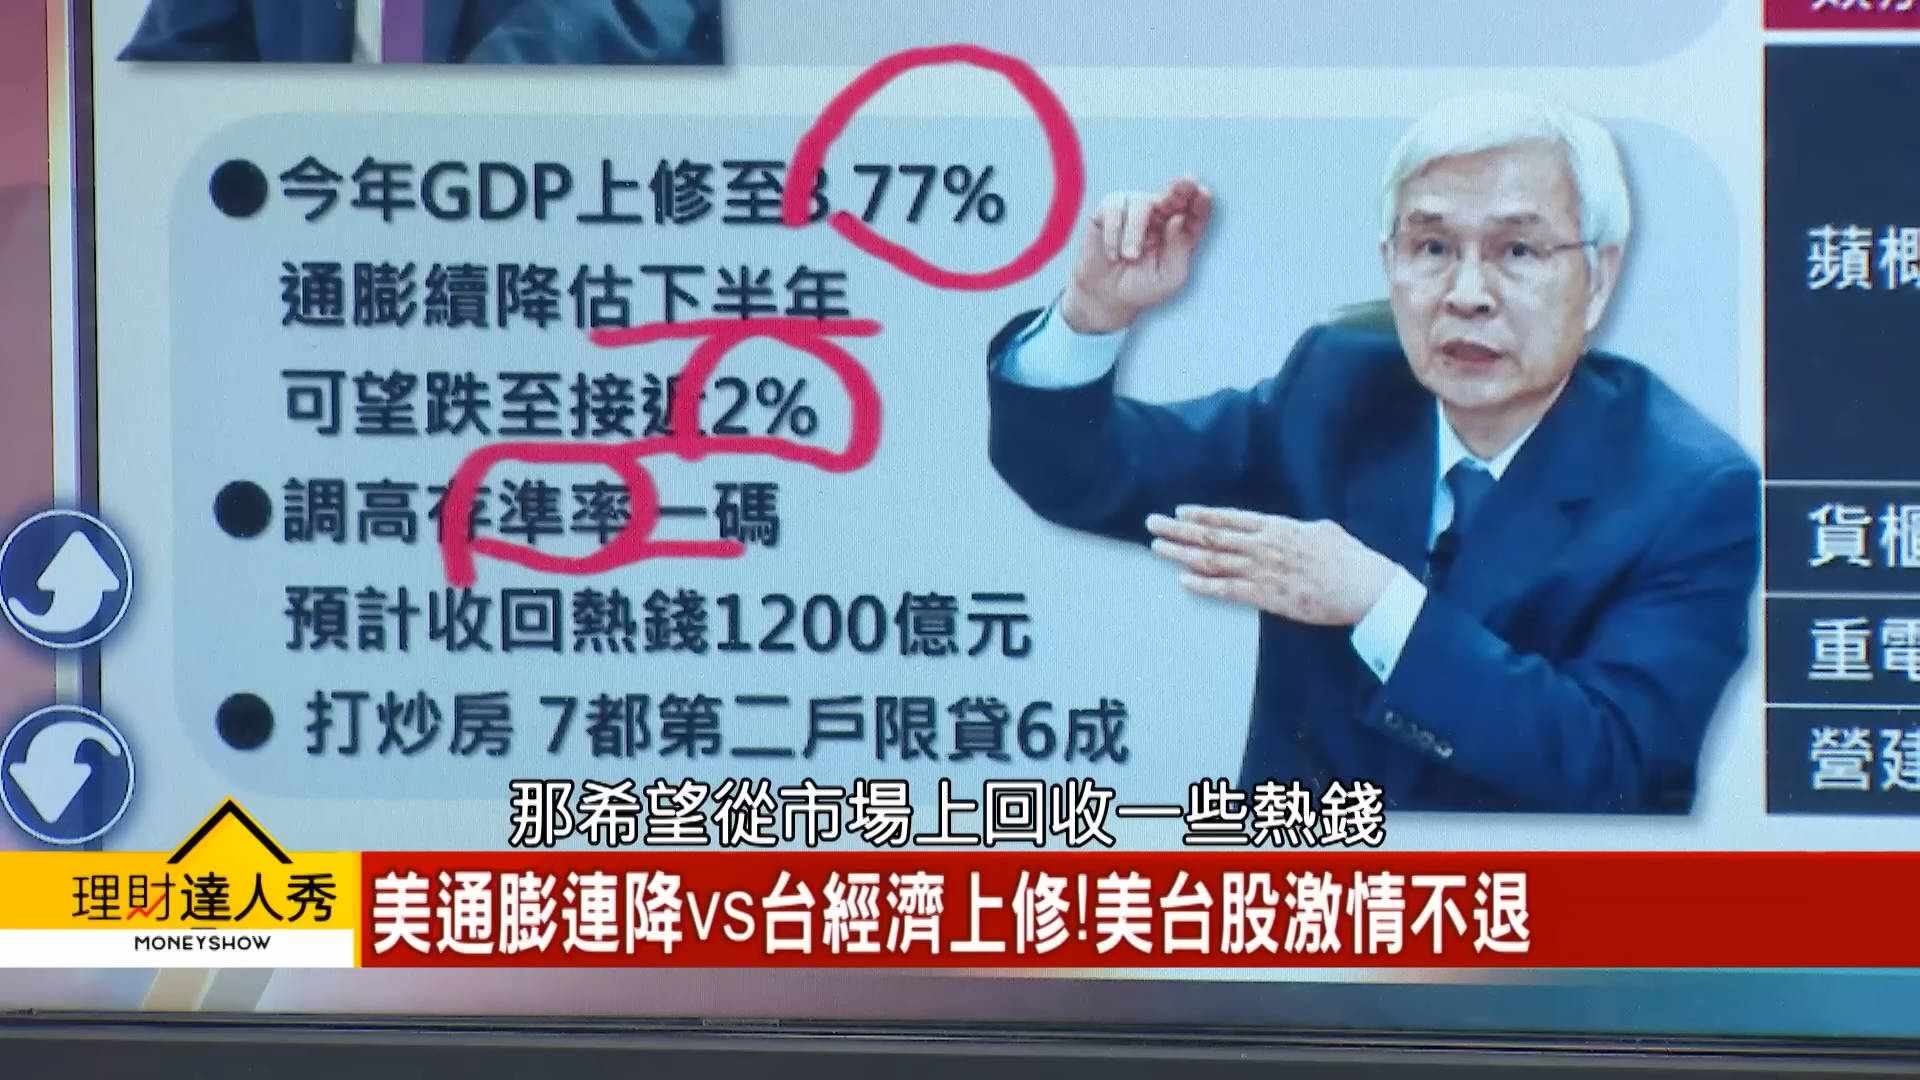 ●今年GDP上修至3.77%
通膨續降估下半年
可望跌至接近2%
●調高存準率一碼
預計收回熱錢1200億元
● 打炒房 7都第二戶限貸6成
蘋概
貨櫃
重電
營建
那希望從市場上回收一些熱錢
理財達人秀
MONEYSHOW
美通膨連降vs台經濟上修!美台股激情不退